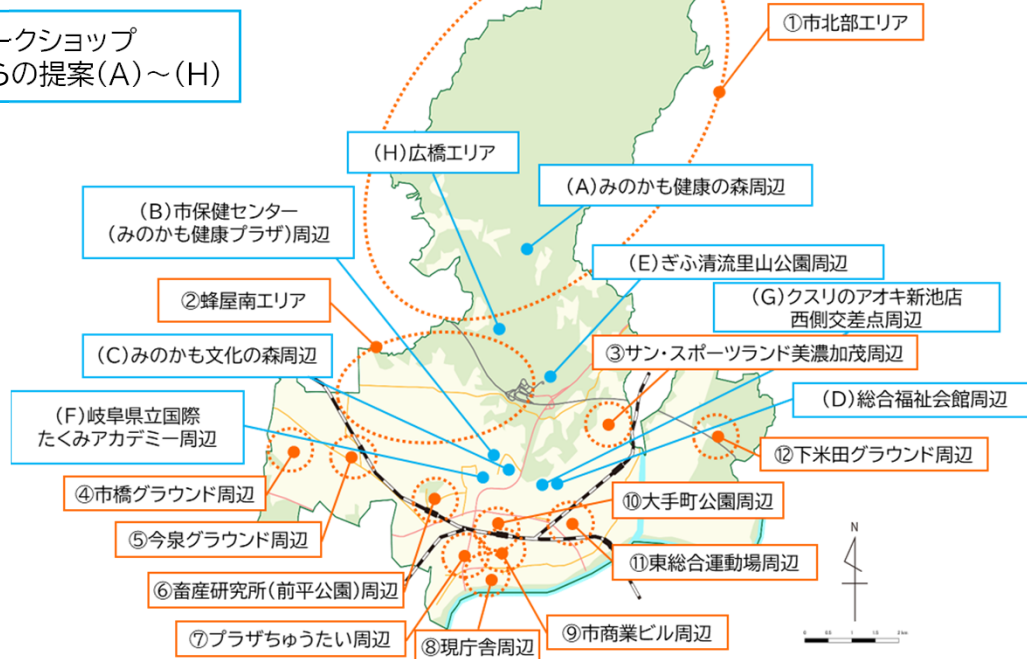 ークショップ
らの提案(A)～(H)
①市北部エリア
(H)広橋エリア
(A)みのかも健康の森周辺
(B)市保健センター
(みのかも健康プラザ)周辺
(E)ぎふ清流里山公園周辺
②蜂屋南エリア
(G)クスリのアオキ新池店
西側交差点周辺
(C)みのかも文化の森周辺
③サン・スポーツランド美濃加茂周辺
(D)総合福祉会館周辺
(F)岐阜県立国際
たくみアカデミー周辺
⑫下米田グラウンド周辺
④市橋グラウンド周辺
⑩大手町公園周辺
⑤今泉グラウンド周辺
⑪東総合運動場周辺
⑥畜産研究所(前平公園)周辺
⑦プラザちゅうたい周辺
⑧現庁舎周辺
⑨市商業ビル周辺
N
0 0.5 1 1.5 2 km